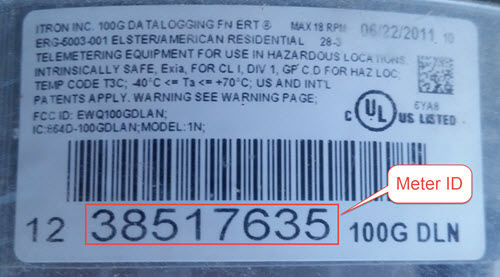 ITRON INC. 100G DATALOGGING FN ERT ® MAX 18 RPM 06/22/2011 10
ERG-5003-001 ELSTER/AMERICAN RESIDENTIAL 28-3
TELEMETERING EQUIPMENT FOR USE IN HAZARDOUS LOCATIONS.
INTRINSICALLY SAFE, Exia, FOR CL I, DIV 1, GP C,D FOR HAZ LOC;
TEMP CODE T3C; -40°C <= Ta <=+70°C; US AND INT'L
PATENTS APPLY. WARNING SEE WARNING PAGE;
FCC ID: EWQ100GDLAN;
IC:864D-100GDLAN;MODEL:1N;
6YA8
C UL ® US LISTED
Meter ID
12 38517635 100G DLN